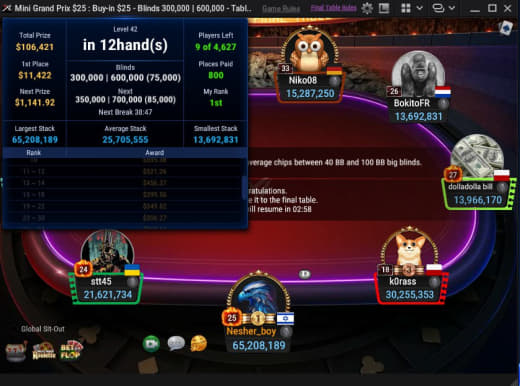 Mini Grand Prix $25 : Buy-in $25 - Blinds 300,000 | 600,000 - Tabl..
Game Rules
Final Table Rules
Total Prize
$106,421
1st Place
$11,422
Next Prize
$1,141.92
Level 42
in 12hand(s)
Blinds
300,000 | 600,000 (75,000)
Next
350,000 | 700,000 (85,000)
Next Break 38:47
Players Left
9 of 4,627
Places Paid
800
My Rank
1st
Largest Stack
65,208,189
Average Stack
25,705,555
Smallest Stack
13,692,831
Rank
Award
11 – 12
$521.26
13 – 14
$456.37
15 – 18
$395.56
19 – 22
$349.82
23 – 30
$306.27
verage chips between 40 BB and 100 BB big blinds.
ratulations.
e it to the final table.
ill resume in 02:58
33
Niko08
15,287,250
26
BokitoFR
13,692,831
27
dolladolla bill
13,966,170
18
3
k0rass
30,255,353
D
25
1
Nesher_boy
65,208,189
24
stt45
21,621,734
Global Sit-Out
Roulette
BET
FLOP